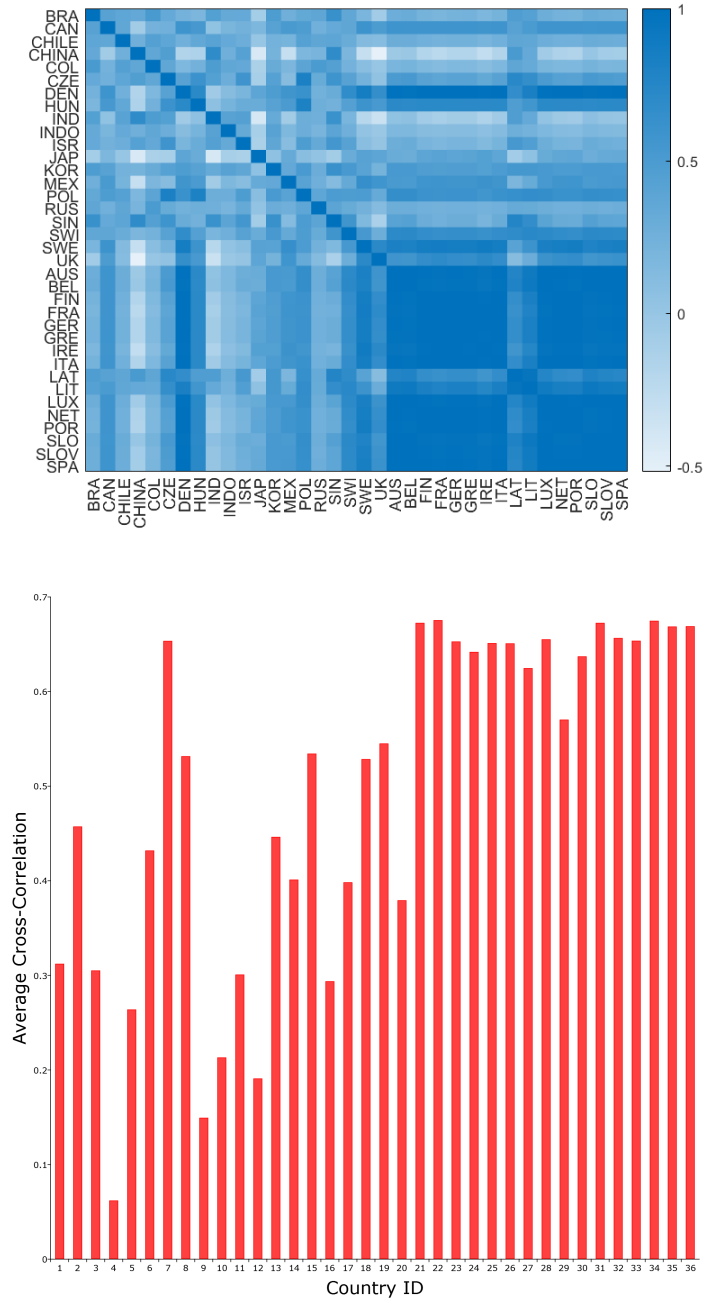 BRA
CAN
CHILE
CHINA
COL
CZE
DEN
HUN
IND
INDO
ISR
JAP
KOR
MEX
POL
RUS
SIN
SWI
SWE
UK
AUS
BEL
FIN
FRA
GER
GRE
IRE
ITA
LAT
LIT
LUX
NET
POR
SLO
SLOV
SPA
BRA CAN CHILE CHINA COL CZE DEN HUN IND INDO ISR JAP KOR MEX POL RUS SIN SWI SWE UK AUS BEL FIN FRA GER GRE IRE ITA LAT LIT LUX NET POR SLO SLOV SPA
1
0.5
0
-0.5
Average Cross-Correlation
0.7
0.6
0.5
0.4
0.3
0.2
0.1
0
1 2 3 4 5 6 7 8 9 10 11 12 13 14 15 16 17 18 19 20 21 22 23 24 25 26 27 28 29 30 31 32 33 34 35 36
Country ID